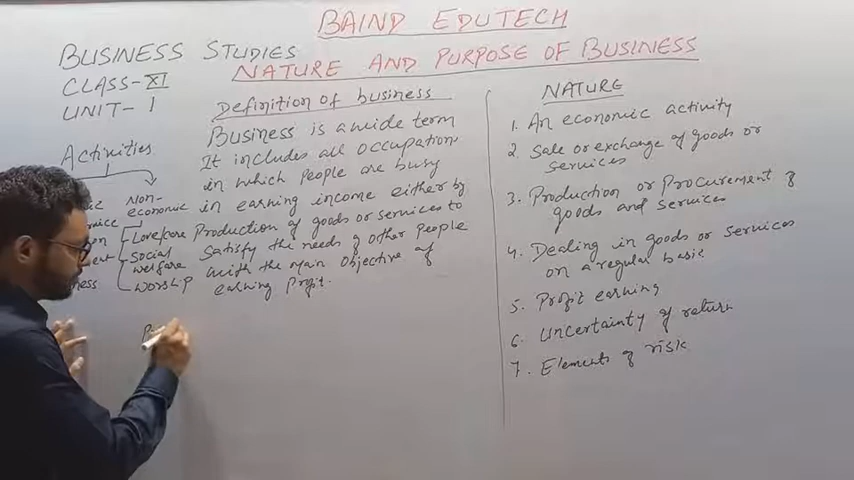 BAIND EDUTECH
NATURE AND PURPOSE OF BUSINESS
BUSINESS STUDIES
CLASS-XI
UNIT-1
Activities
Non-
economic
Love/care
Social
welfare
worship
Definition of business
Business is a wide term
It includes all occupation
in which people are busy
in earning income either by
Production of goods or services to
Satisfy the needs of other People
with the main objective of
earning Profit.
NATURE
1. An economic activity
2. Sale or exchange of goods or
services
3. Production or Procurement of
goods and services
4. Dealing in goods or services
on a regular basis
5. Profit earning
6. Uncertainty of return
7. Elements of risk